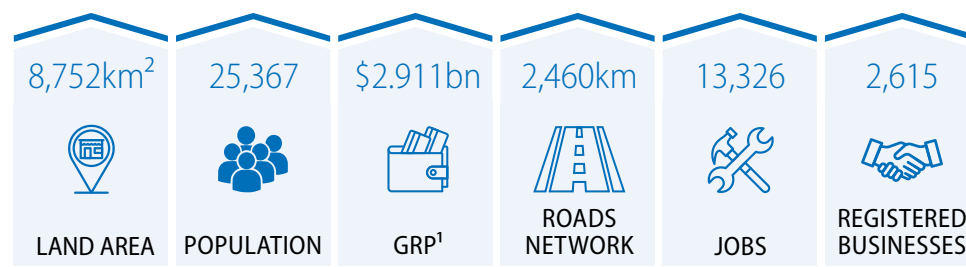 8,752km²
LAND AREA
25,367
POPULATION
$2.911bn
GRP¹
2,460km
ROADS
NETWORK
13,326
JOBS
2,615
REGISTERED
BUSINESSES